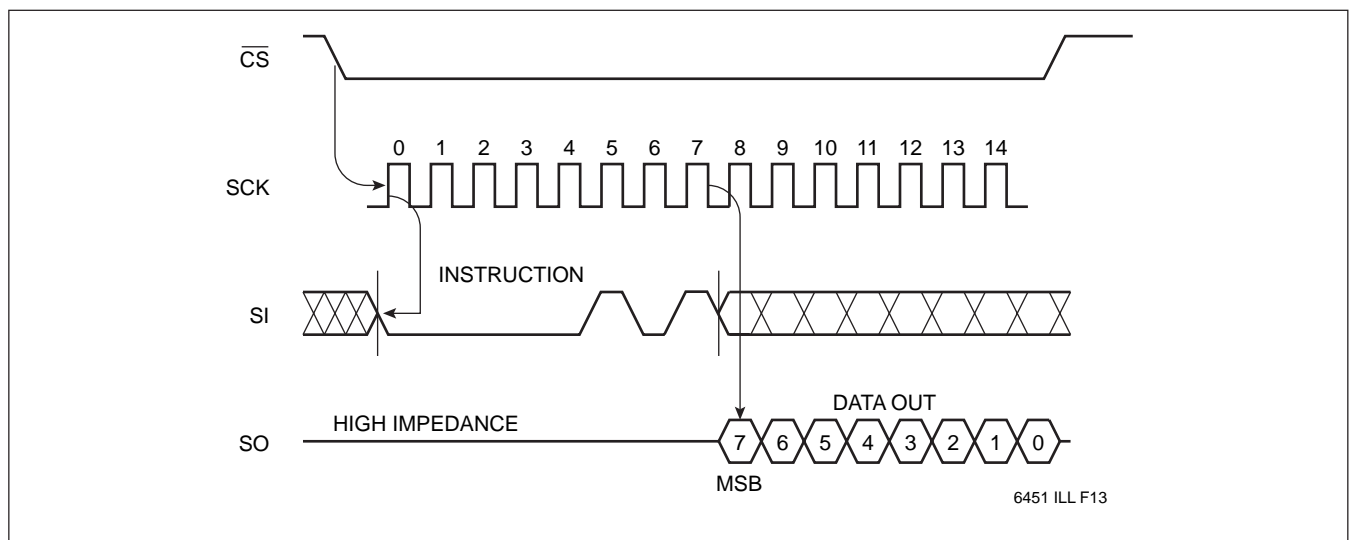 CS
0 1 2 3 4 5 6 7 8 9 10 11 12 13 14
SCK
INSTRUCTION
SI
HIGH IMPEDANCE
DATA OUT
SO
7 6 5 4 3 2 1 0
MSB
6451 ILL F13